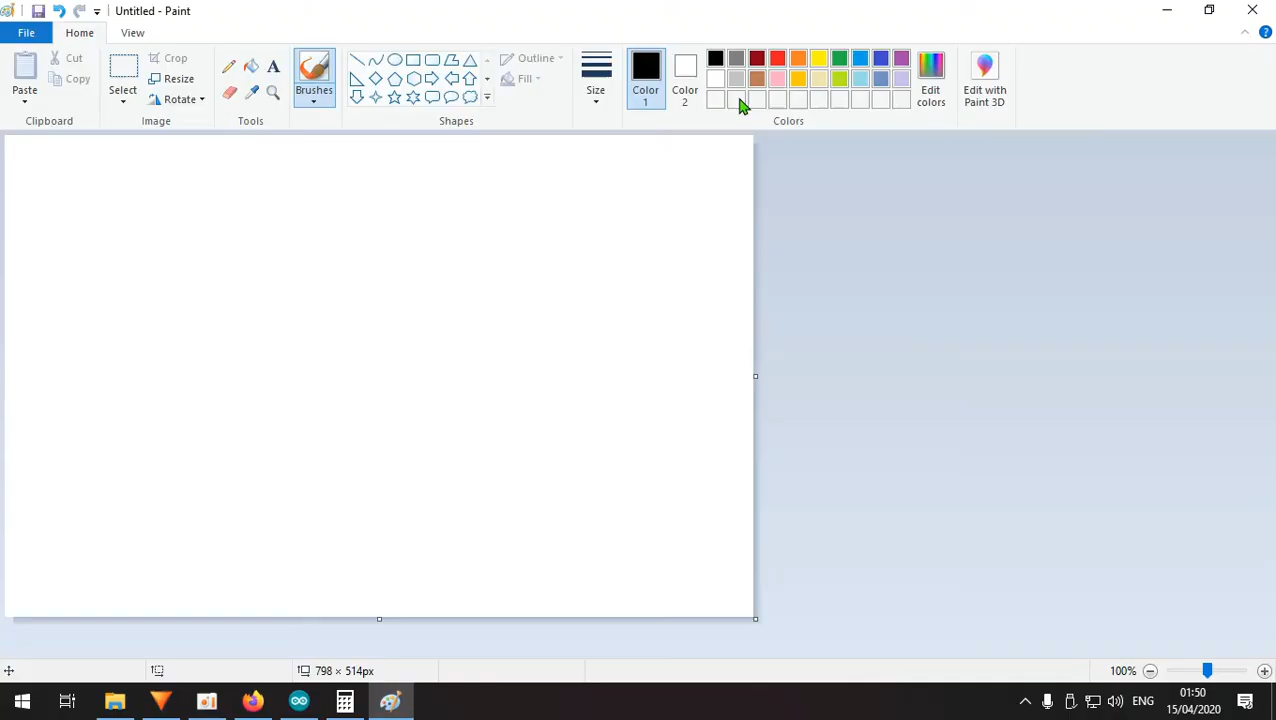 Untitled - Paint
File Home View
Paste
Cut
Copy
Clipboard
Select
Crop
Resize
Rotate
Image
A
Tools
Brushes
Outline
Fill
Shapes
Size
Color 1
Color 2
Edit colors
Colors
Edit with Paint 3D
798 × 514px
100%
ENG
01:50
15/04/2020